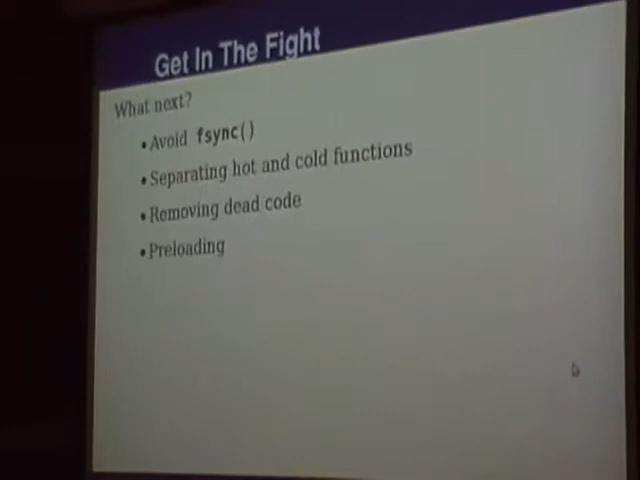 Get In The Fight
What next?
• Avoid fsync()
• Separating hot and cold functions
• Removing dead code
• Preloading